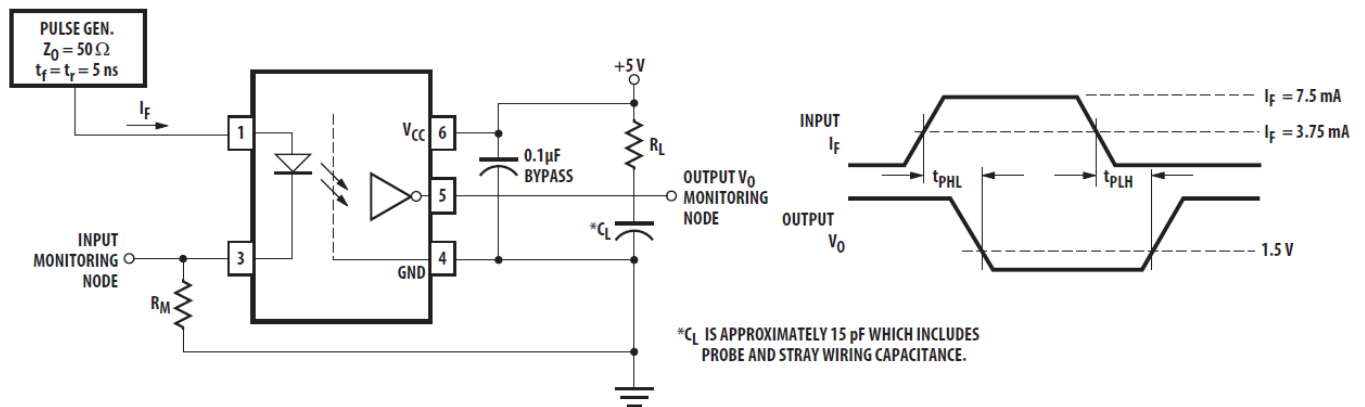 PULSE GEN.
Z0 = 50 Ω
tf = tr = 5 ns
IF
1
3
VCC
6
5
4
GND
0.1µF
BYPASS
+5 V
RL
*CL
OUTPUT VO
MONITORING
NODE
INPUT
MONITORING
NODE
RM
*CL IS APPROXIMATELY 15 pF WHICH INCLUDES
PROBE AND STRAY WIRING CAPACITANCE.
INPUT
IF
IF = 7.5 mA
IF = 3.75 mA
tPHL
tPLH
OUTPUT
VO
1.5 V